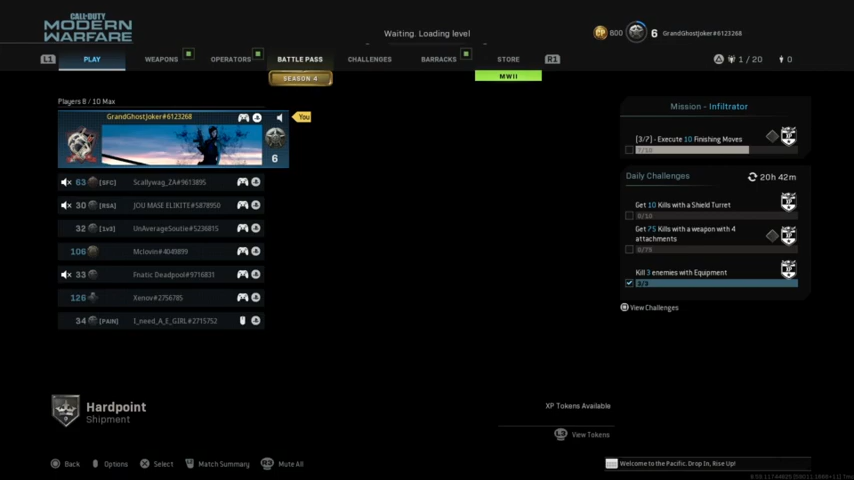 CALL OF DUTY
MODERN
WARFARE
Waiting. Loading level
CP 800 6 GrandGhostJoker#6123268
L1 PLAY WEAPONS OPERATORS BATTLE PASS CHALLENGES BARRACKS STORE R1
1 / 20 0
SEASON 4
MWII
Players 8 / 10 Max
GrandGhostJoker#6123268
You
6
63 [SFC] Scallywag_ZA#9613895
30 [RSA] JOU MASE ELIKITE#5878950
32 [1v3] UnAverageSoutie#5236815
106 Mclovin#4049899
33 Fnatic Deadpool#9716831
126 Xenov#2756785
34 [PAIN] I_need_A_E_GIRL#2715752
Mission - Infiltrator
[3/7] - Execute 10 Finishing Moves
7/10
Daily Challenges 20h 42m
Get 10 Kills with a Shield Turret
0/10
Get 75 Kills with a weapon with 4
attachments
0/75
Kill 3 enemies with Equipment
3/3
View Challenges
Hardpoint
Shipment
XP Tokens Available
View Tokens
Back Options Select Match Summary R3 Mute All
Welcome to the Pacific. Drop In, Rise Up!